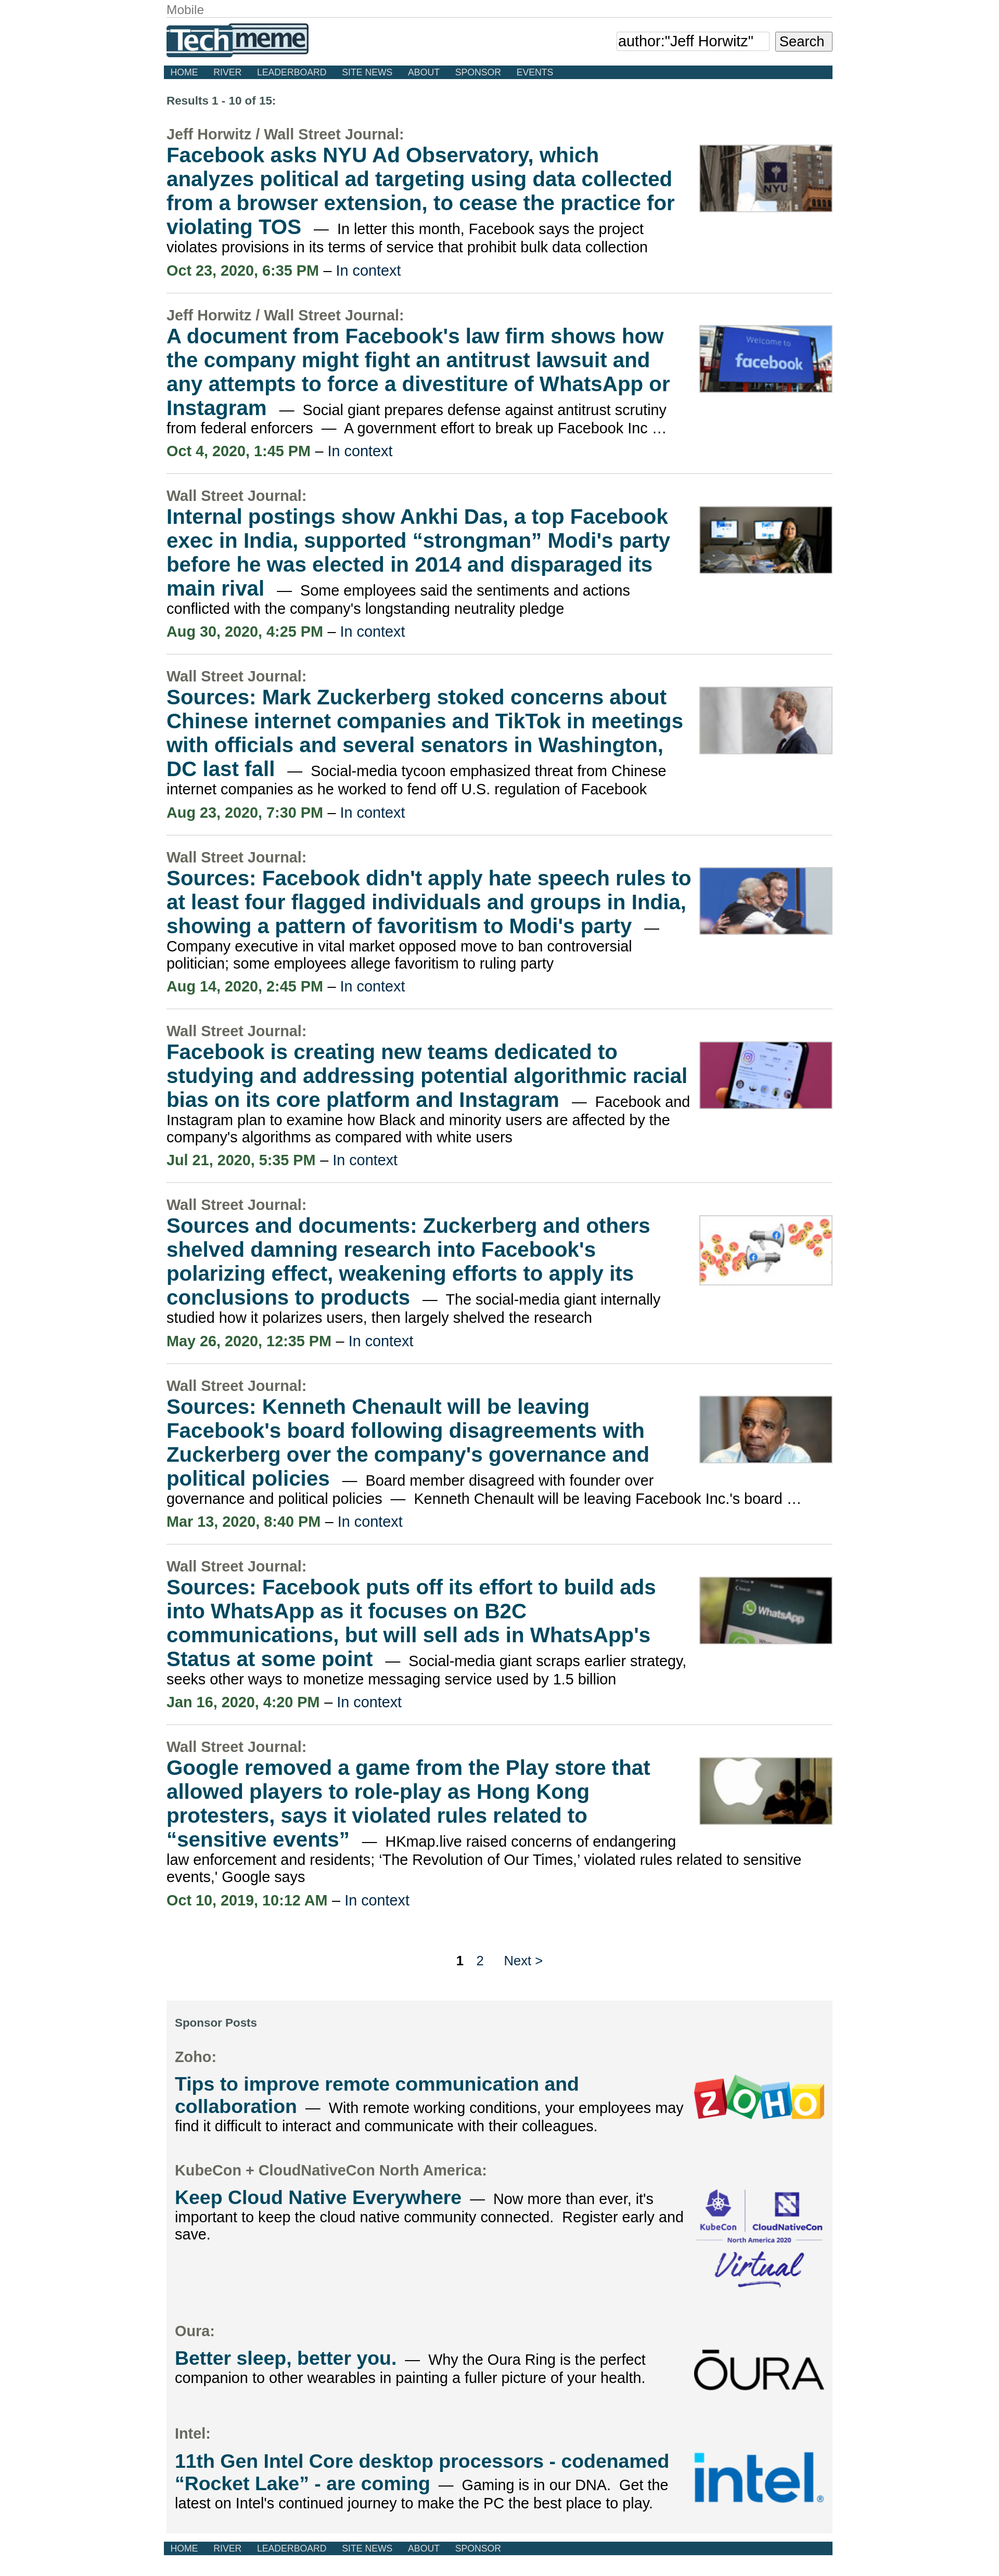 Mobile
Techmeme
author:"Jeff Horwitz"
Search
HOME RIVER LEADERBOARD SITE NEWS ABOUT SPONSOR EVENTS
Results 1 - 10 of 15:
Jeff Horwitz / Wall Street Journal:
Facebook asks NYU Ad Observatory, which
analyzes political ad targeting using data collected
from a browser extension, to cease the practice for
violating TOS — In letter this month, Facebook says the project
violates provisions in its terms of service that prohibit bulk data collection
NYU
Oct 23, 2020, 6:35 PM – In context
Jeff Horwitz / Wall Street Journal:
A document from Facebook's law firm shows how
the company might fight an antitrust lawsuit and
any attempts to force a divestiture of WhatsApp or
Instagram — Social giant prepares defense against antitrust scrutiny
from federal enforcers — A government effort to break up Facebook Inc …
Welcome to
facebook
Oct 4, 2020, 1:45 PM – In context
Wall Street Journal:
Internal postings show Ankhi Das, a top Facebook
exec in India, supported “strongman” Modi's party
before he was elected in 2014 and disparaged its
main rival — Some employees said the sentiments and actions
conflicted with the company's longstanding neutrality pledge
Aug 30, 2020, 4:25 PM – In context
Wall Street Journal:
Sources: Mark Zuckerberg stoked concerns about
Chinese internet companies and TikTok in meetings
with officials and several senators in Washington,
DC last fall — Social-media tycoon emphasized threat from Chinese
internet companies as he worked to fend off U.S. regulation of Facebook
Aug 23, 2020, 7:30 PM – In context
Wall Street Journal:
Sources: Facebook didn't apply hate speech rules to
at least four flagged individuals and groups in India,
showing a pattern of favoritism to Modi's party —
Company executive in vital market opposed move to ban controversial
politician; some employees allege favoritism to ruling party
Aug 14, 2020, 2:45 PM – In context
Wall Street Journal:
Facebook is creating new teams dedicated to
studying and addressing potential algorithmic racial
bias on its core platform and Instagram — Facebook and
Instagram plan to examine how Black and minority users are affected by the
company's algorithms as compared with white users
Jul 21, 2020, 5:35 PM – In context
Wall Street Journal:
Sources and documents: Zuckerberg and others
shelved damning research into Facebook's
polarizing effect, weakening efforts to apply its
conclusions to products — The social-media giant internally
studied how it polarizes users, then largely shelved the research
May 26, 2020, 12:35 PM – In context
Wall Street Journal:
Sources: Kenneth Chenault will be leaving
Facebook's board following disagreements with
Zuckerberg over the company's governance and
political policies — Board member disagreed with founder over
governance and political policies — Kenneth Chenault will be leaving Facebook Inc.'s board …
Mar 13, 2020, 8:40 PM – In context
Wall Street Journal:
Sources: Facebook puts off its effort to build ads
into WhatsApp as it focuses on B2C
communications, but will sell ads in WhatsApp's
Status at some point — Social-media giant scraps earlier strategy,
seeks other ways to monetize messaging service used by 1.5 billion
WhatsApp
Jan 16, 2020, 4:20 PM – In context
Wall Street Journal:
Google removed a game from the Play store that
allowed players to role-play as Hong Kong
protesters, says it violated rules related to
“sensitive events” — HKmap.live raised concerns of endangering
law enforcement and residents; ‘The Revolution of Our Times,’ violated rules related to sensitive
events,' Google says
Oct 10, 2019, 10:12 AM – In context
1 2 Next >
Sponsor Posts
Zoho:
Tips to improve remote communication and
collaboration — With remote working conditions, your employees may
find it difficult to interact and communicate with their colleagues.
ZOHO
KubeCon + CloudNativeCon North America:
Keep Cloud Native Everywhere — Now more than ever, it's
important to keep the cloud native community connected. Register early and
save.
KubeCon CloudNativeCon
North America 2020
Virtual
Oura:
Better sleep, better you. — Why the Oura Ring is the perfect
companion to other wearables in painting a fuller picture of your health.
ŌURA
Intel:
11th Gen Intel Core desktop processors - codenamed
“Rocket Lake” - are coming — Gaming is in our DNA. Get the
latest on Intel's continued journey to make the PC the best place to play.
intel®
HOME RIVER LEADERBOARD SITE NEWS ABOUT SPONSOR